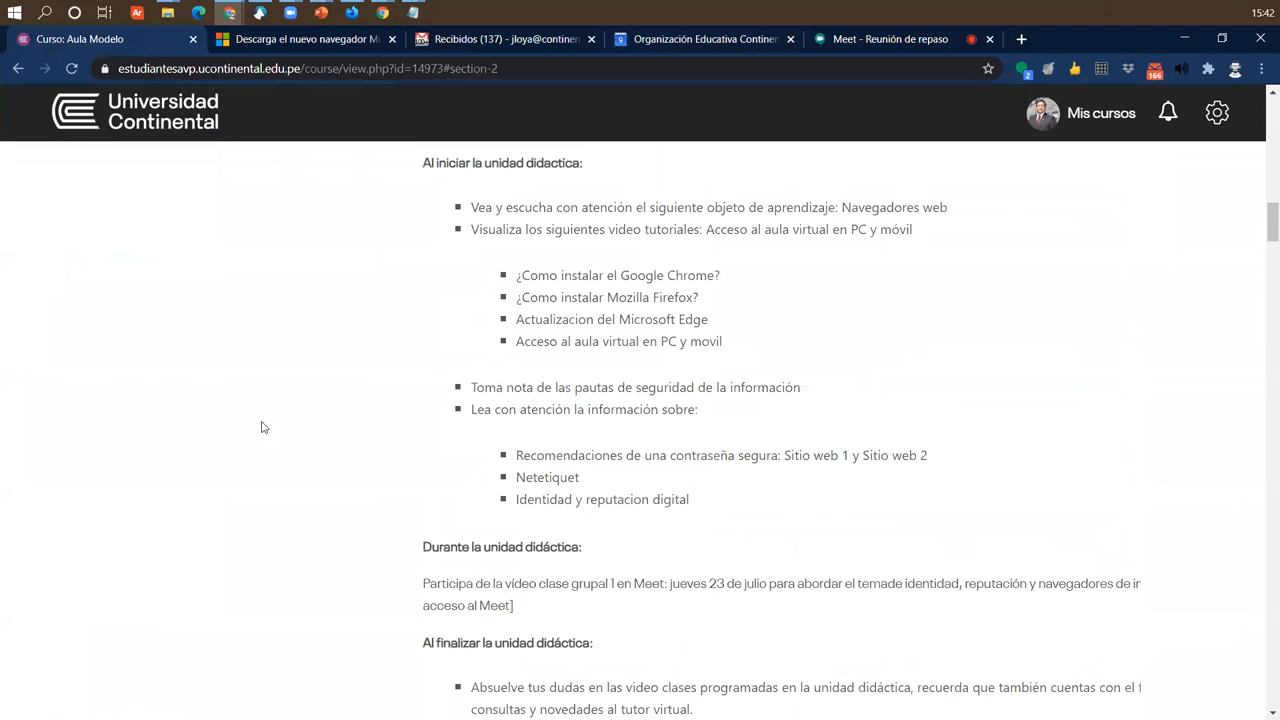 15:42
Curso: Aula Modelo
Descarga el nuevo navegador Mi
Recibidos (137) - jloya@continen
Organización Educativa Continen
Meet - Reunión de repaso
estudiantesavp.ucontinental.edu.pe/course/view.php?id=14973#section-2
2
166
Universidad
Continental
Mis cursos
Al iniciar la unidad didactica:
Vea y escucha con atención el siguiente objeto de aprendizaje: Navegadores web
Visualiza los siguientes video tutoriales: Acceso al aula virtual en PC y móvil
¿Como instalar el Google Chrome?
¿Como instalar Mozilla Firefox?
Actualizacion del Microsoft Edge
Acceso al aula virtual en PC y movil
Toma nota de las pautas de seguridad de la información
Lea con atención la información sobre:
Recomendaciones de una contraseña segura: Sitio web 1 y Sitio web 2
Netetiquet
Identidad y reputacion digital
Durante la unidad didáctica:
Participa de la vídeo clase grupal 1 en Meet: jueves 23 de julio para abordar el temade identidad, reputación y navegadores de in
acceso al Meet]
Al finalizar la unidad didáctica:
Absuelve tus dudas en las video clases programadas en la unidad didáctica, recuerda que también cuentas con el f
consultas y novedades al tutor virtual.